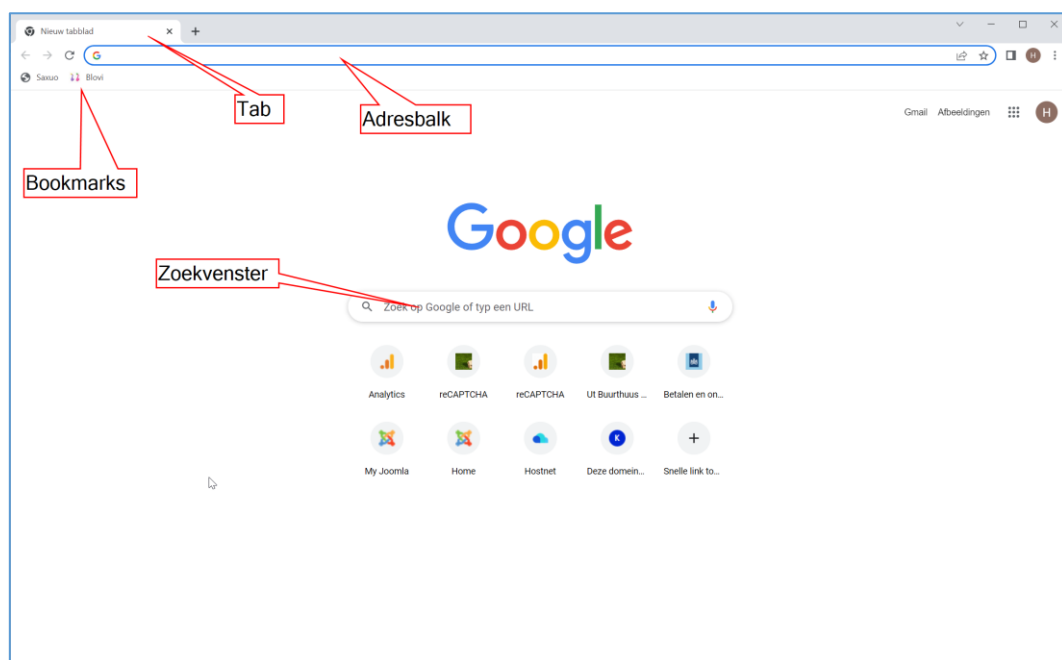 Nieuw tabblad
Saxuo Blovi
Tab
Adresbalk
Gmail Afbeeldingen
H
Bookmarks
Google
Zoekvenster
Zoek op Google of typ een URL
Analytics reCAPTCHA reCAPTCHA Ut Buurthuus ... Betalen en on...
My Joomla Home Hostnet Deze domein... Snelle link to...